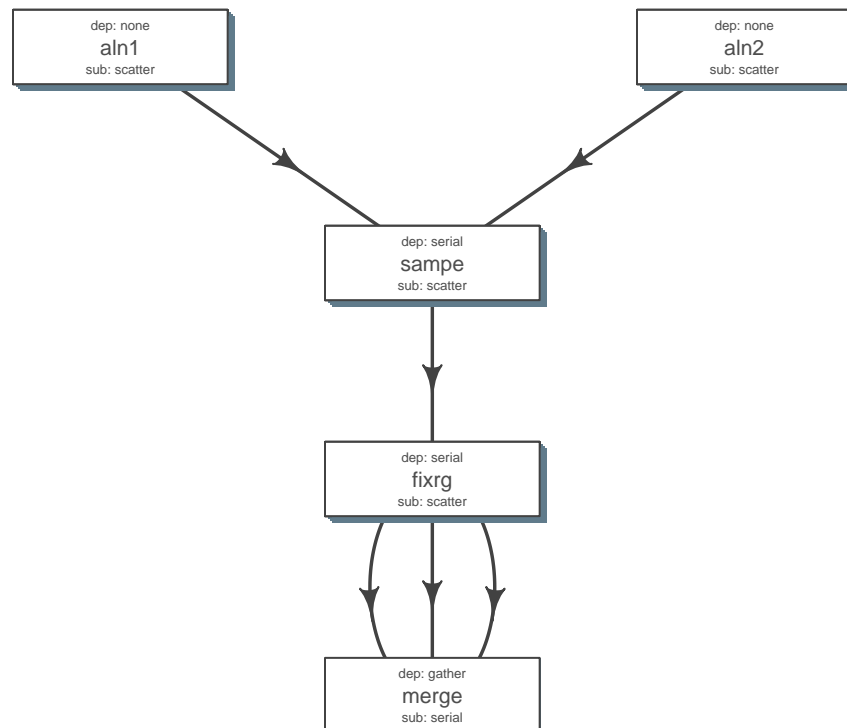 dep: none
aln1
sub: scatter
dep: none
aln2
sub: scatter
dep: serial
sampe
sub: scatter
dep: serial
fixrg
sub: scatter
dep: gather
merge
sub: serial